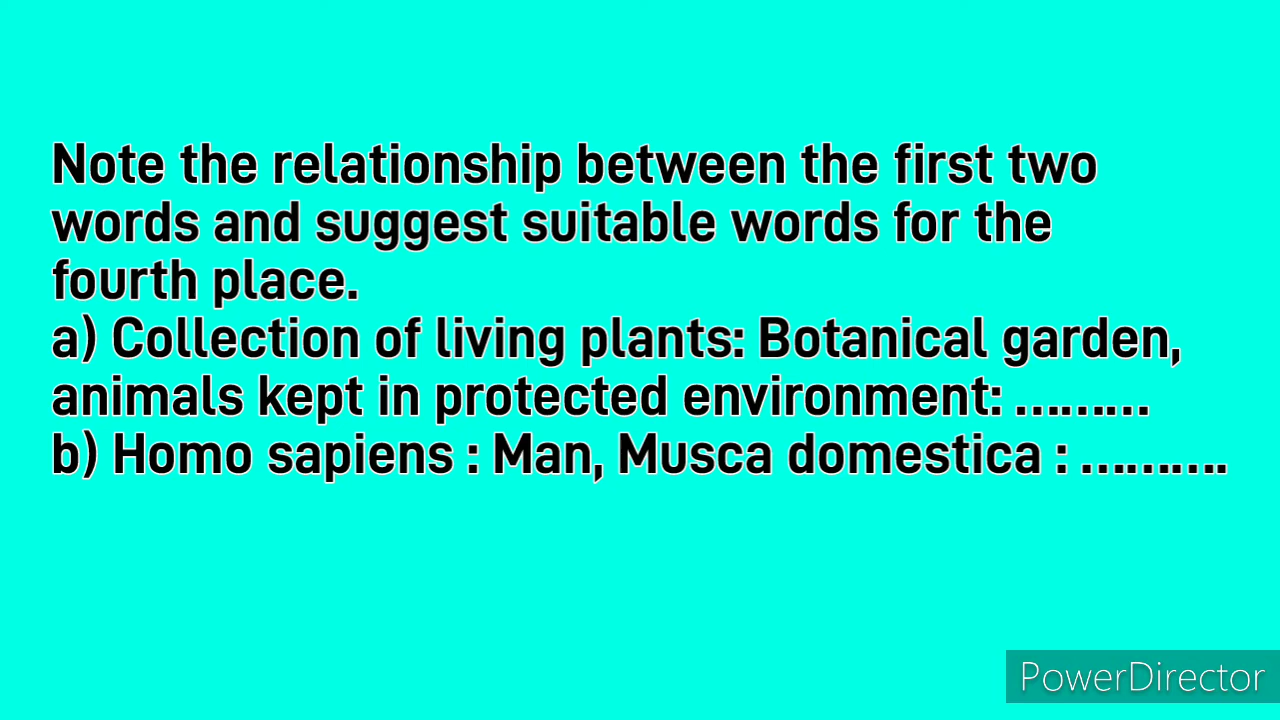 Note the relationship between the first two
words and suggest suitable words for the
fourth place.
a) Collection of living plants: Botanical garden,
animals kept in protected environment: .........
b) Homo sapiens : Man, Musca domestica : ..........
PowerDirector